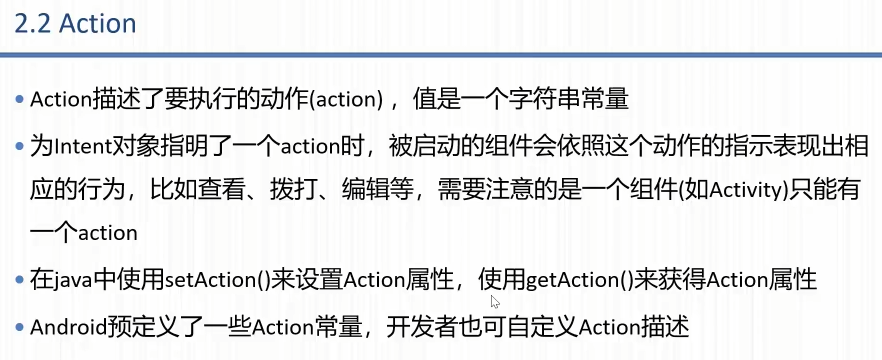 2.2 Action
• Action描述了要执行的动作(action) ，值是一个字符串常量
• 为Intent对象指明了一个action时，被启动的组件会依照这个动作的指示表现出相
应的行为，比如查看、拨打、编辑等，需要注意的是一个组件(如Activity)只能有
一个action
• 在java中使用setAction()来设置Action属性，使用getAction()来获得Action属性
• Android预定义了一些Action常量，开发者也可自定义Action描述